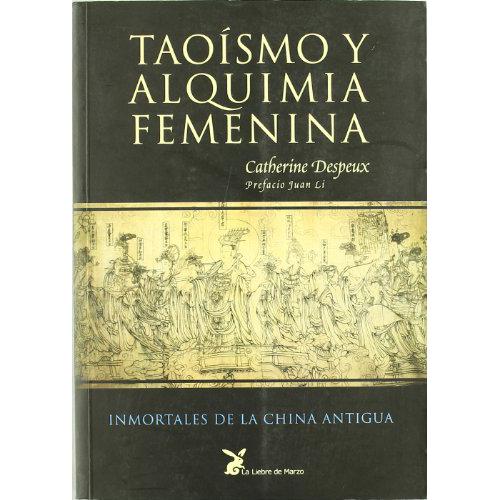 TAOÍSMO Y
ALQUIMIA
FEMENINA
Catherine Despeux
Prefacio Juan Li
INMORTALES DE LA CHINA ANTIGUA
La Liebre de Marzo